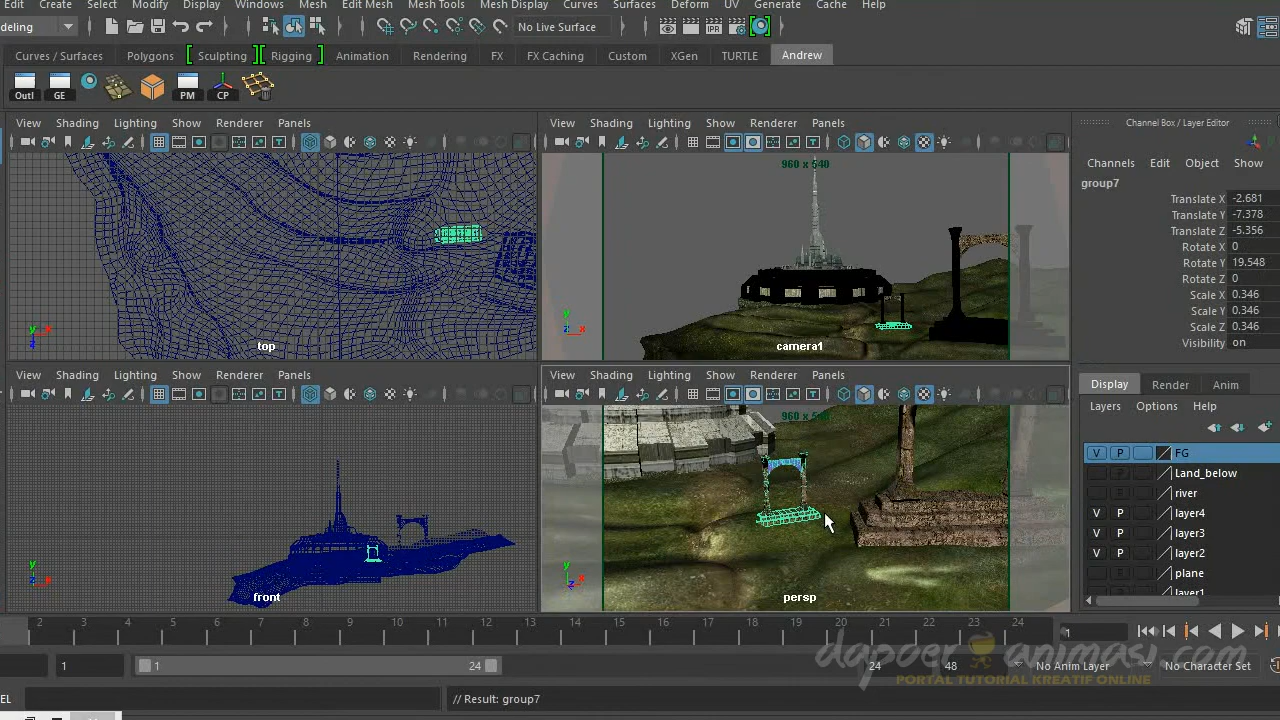 Edit Create Select Modify Display Windows Mesh Edit Mesh Mesh Tools Mesh Display Curves Surfaces Deform UV Generate Cache Help
deling No Live Surface IPR
Curves / Surfaces Polygons Sculpting Rigging Animation Rendering FX FX Caching Custom XGen TURTLE Andrew
Outl GE PM CP
View Shading Lighting Show Renderer Panels
View Shading Lighting Show Renderer Panels
960 x 540
top
camera1
View Shading Lighting Show Renderer Panels
View Shading Lighting Show Renderer Panels
960 x 540
front
persp
Channel Box / Layer Editor
Channels Edit Object Show
group7
Translate X -2.681
Translate Y -7.378
Translate Z -5.356
Rotate X 0
Rotate Y 19.548
Rotate Z 0
Scale X 0.346
Scale Y 0.346
Scale Z 0.346
Visibility on
Display Render Anim
Layers Options Help
V P FG
Land_below
river
V P layer4
V P layer3
V P layer2
plane
layer1
2 3 4 5 6 7 8 9 10 11 12 13 14 15 16 17 18 19 20 21 22 23 24 1
1 1 24 24 48 No Anim Layer No Character Set
dapoer animasi.com
PORTAL TUTORIAL KREATIF ONLINE
EL // Result: group7